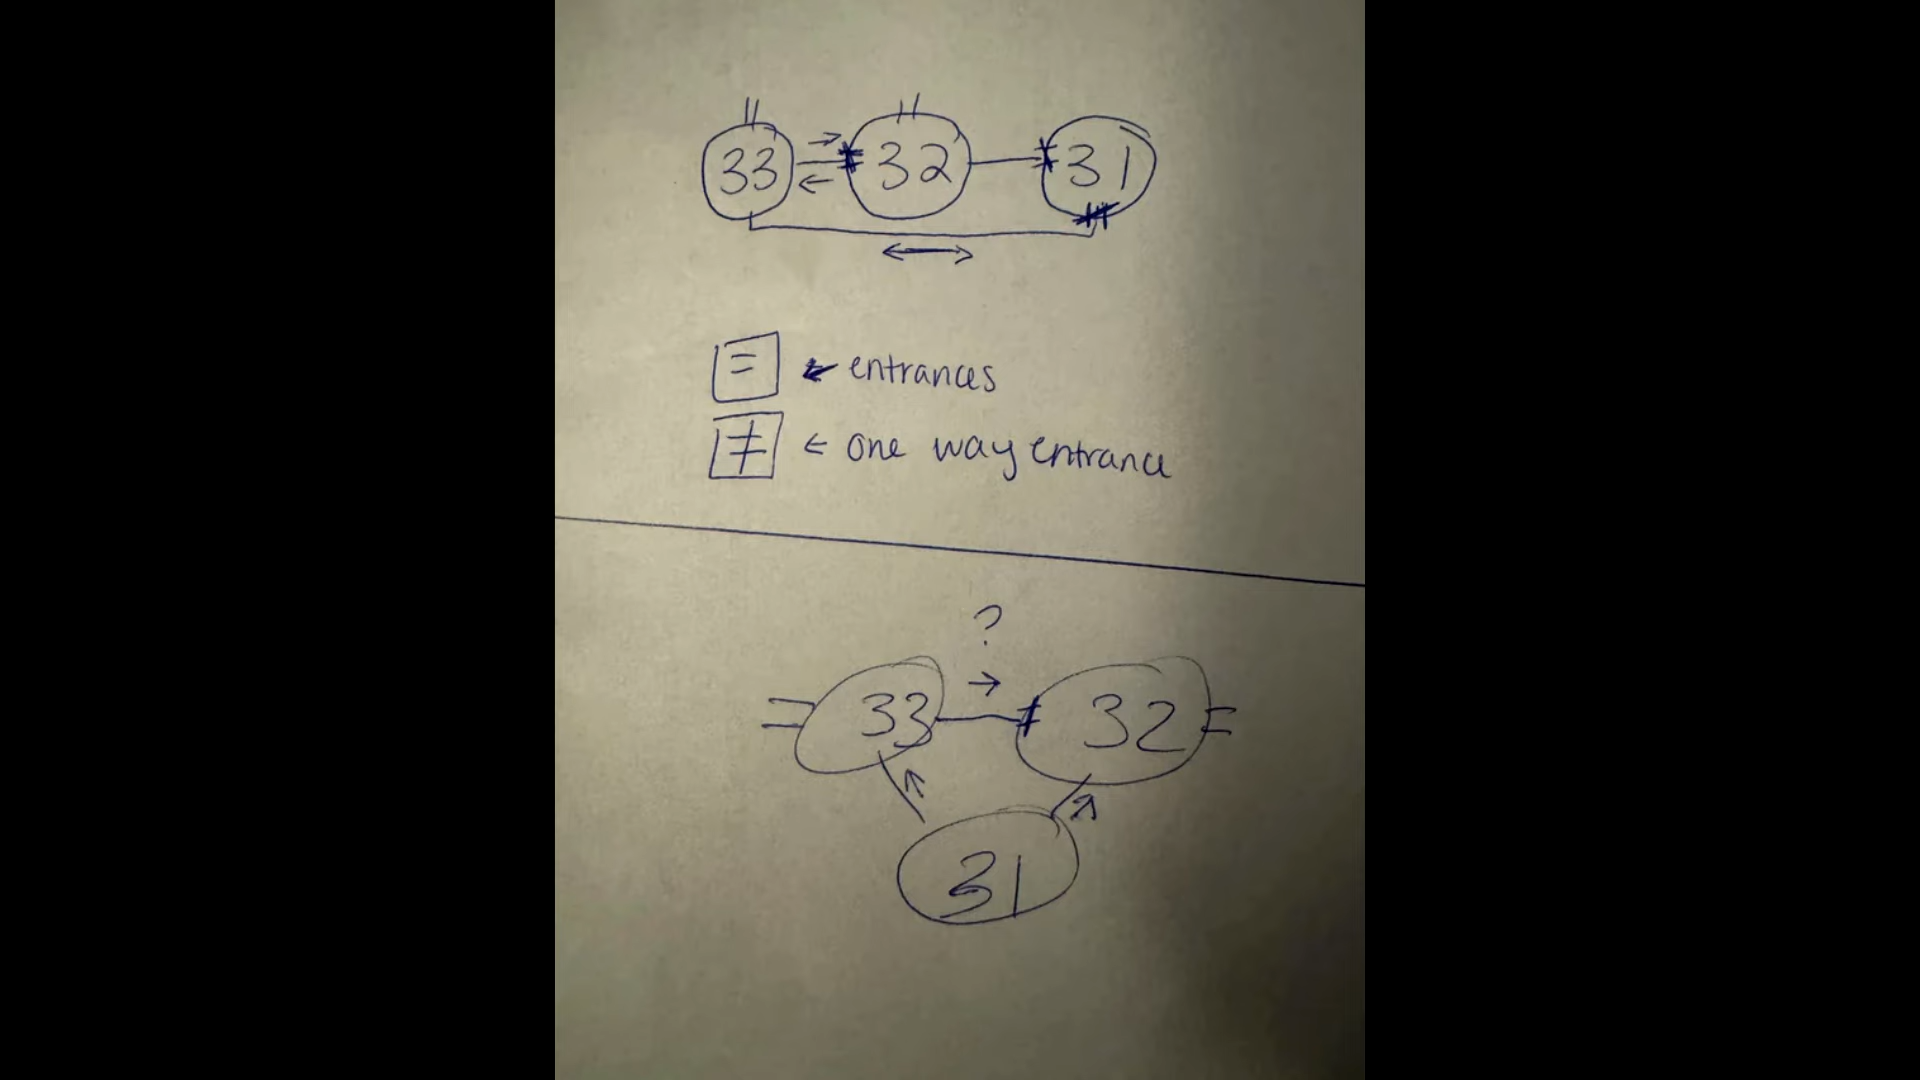 33 32 31
= ← entrances
≠ ← one way entrance
?
→
33 32
31